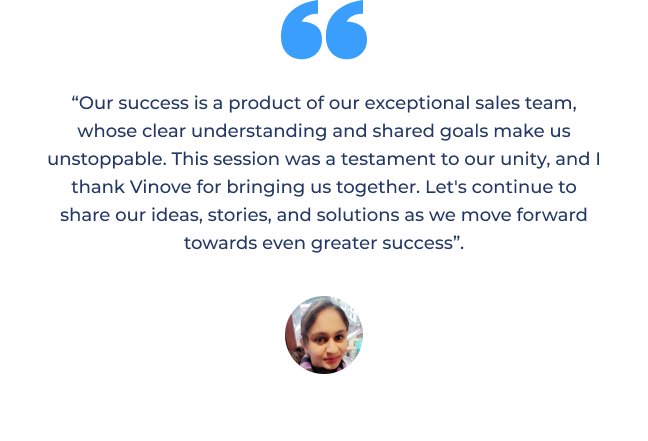 “Our success is a product of our exceptional sales team,
whose clear understanding and shared goals make us
unstoppable. This session was a testament to our unity, and I
thank Vinove for bringing us together. Let's continue to
share our ideas, stories, and solutions as we move forward
towards even greater success”.